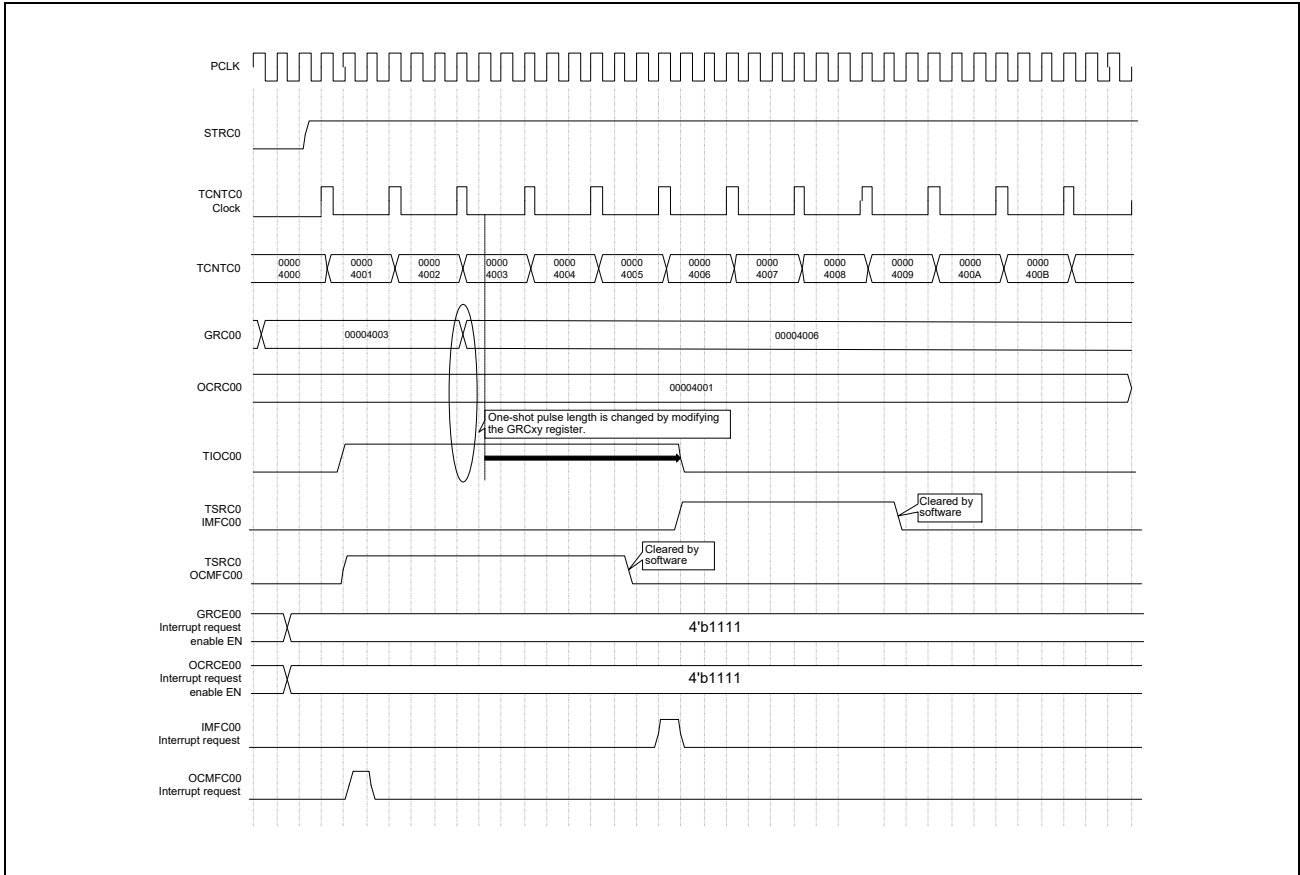 PCLK
STRC0
TCNTC0
Clock
TCNTC0
0000 0000 0000 0000 0000 0000 0000 0000 0000 0000 0000 0000
4000 4001 4002 4003 4004 4005 4006 4007 4008 4009 400A 400B
GRC00
00004003
00004006
OCRC00
00004001
One-shot pulse length is changed by modifying
the GRCxy register.
TIOC00
TSRC0
IMFC00
Cleared by
software
TSRC0
OCMFC00
Cleared by
software
GRCE00
Interrupt request
enable EN
4'b1111
OCRCE00
Interrupt request
enable EN
4'b1111
IMFC00
Interrupt request
OCMFC00
Interrupt request